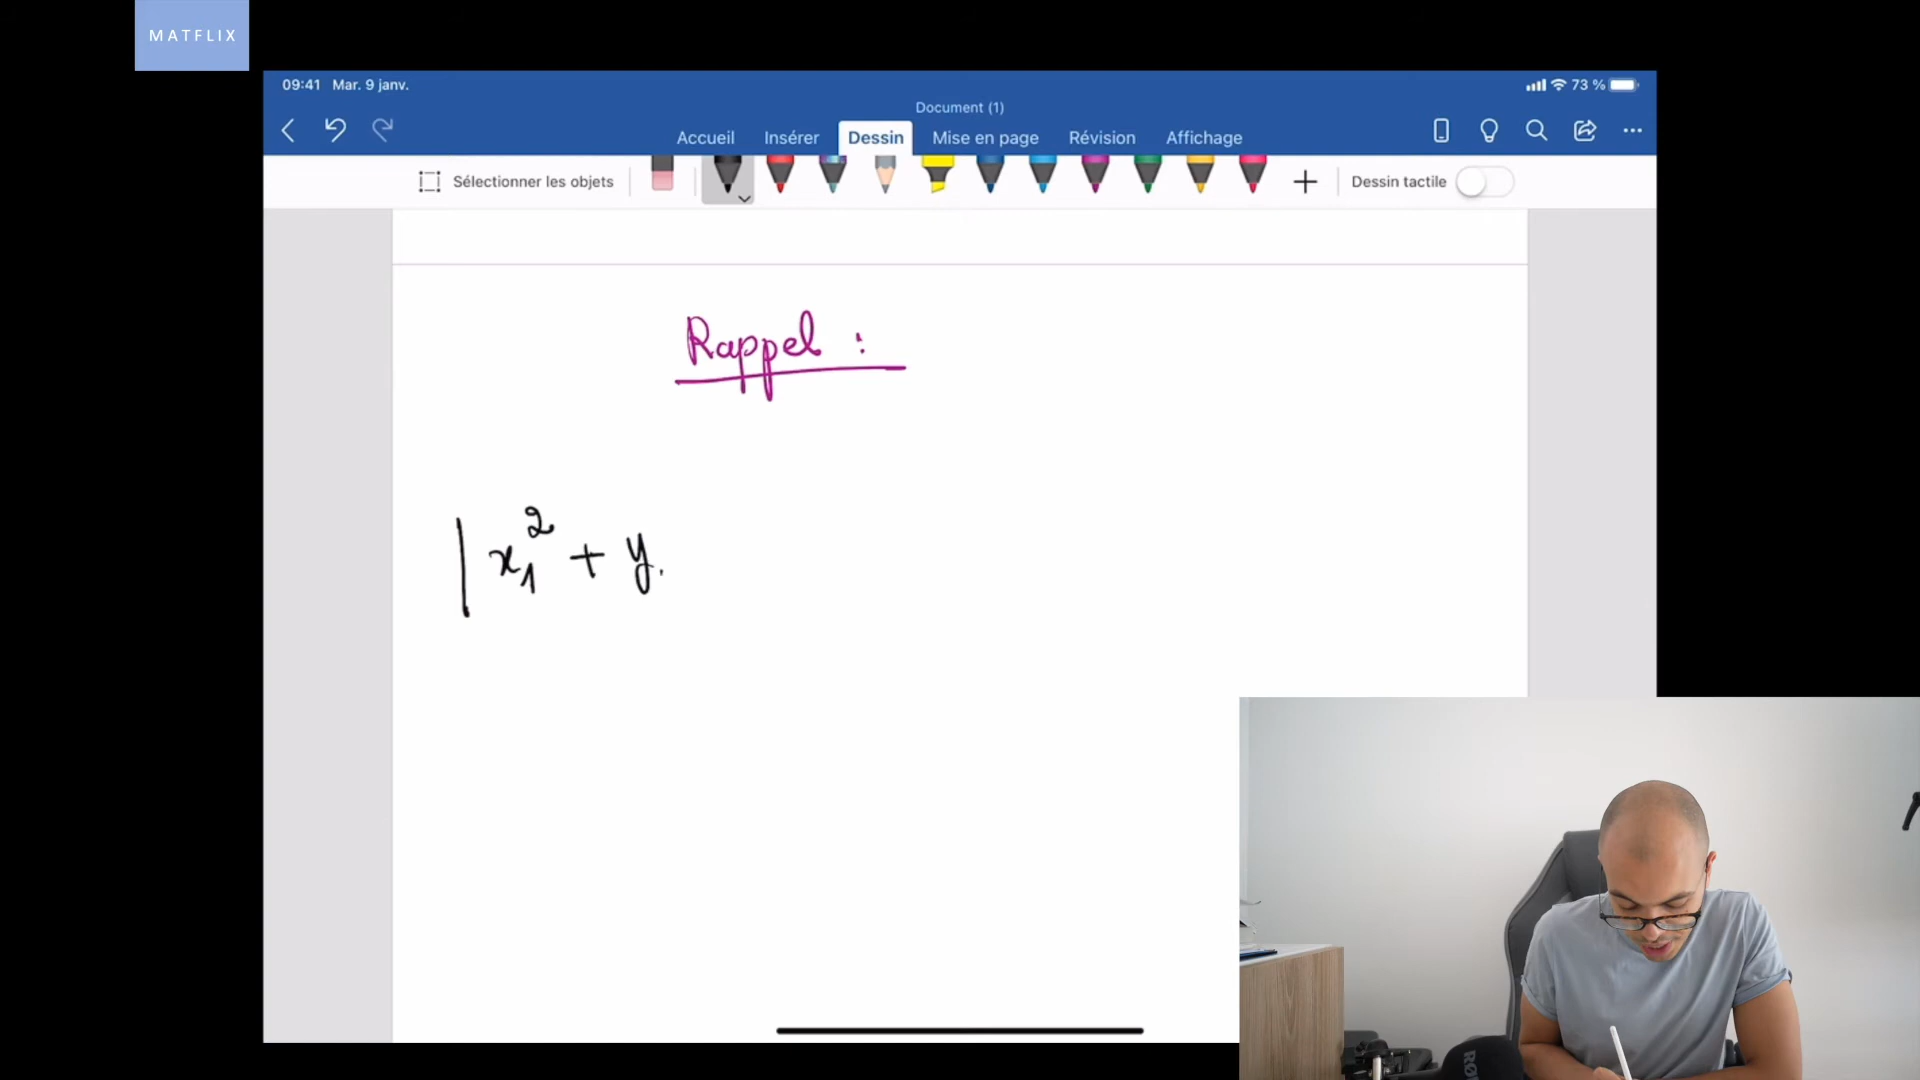 MATFLIX
09:41 Mar. 9 janv.
73 %
Document (1)
Accueil Insérer Dessin Mise en page Révision Affichage
Sélectionner les objets
Dessin tactile
Rappel :
| x₁² + y.
RØDE